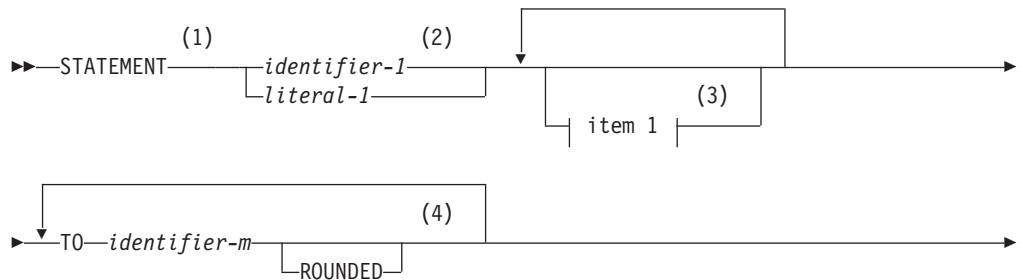 (1) (2)
STATEMENT identifier-1
literal-1
(3)
item 1
(4)
TO identifier-m
ROUNDED